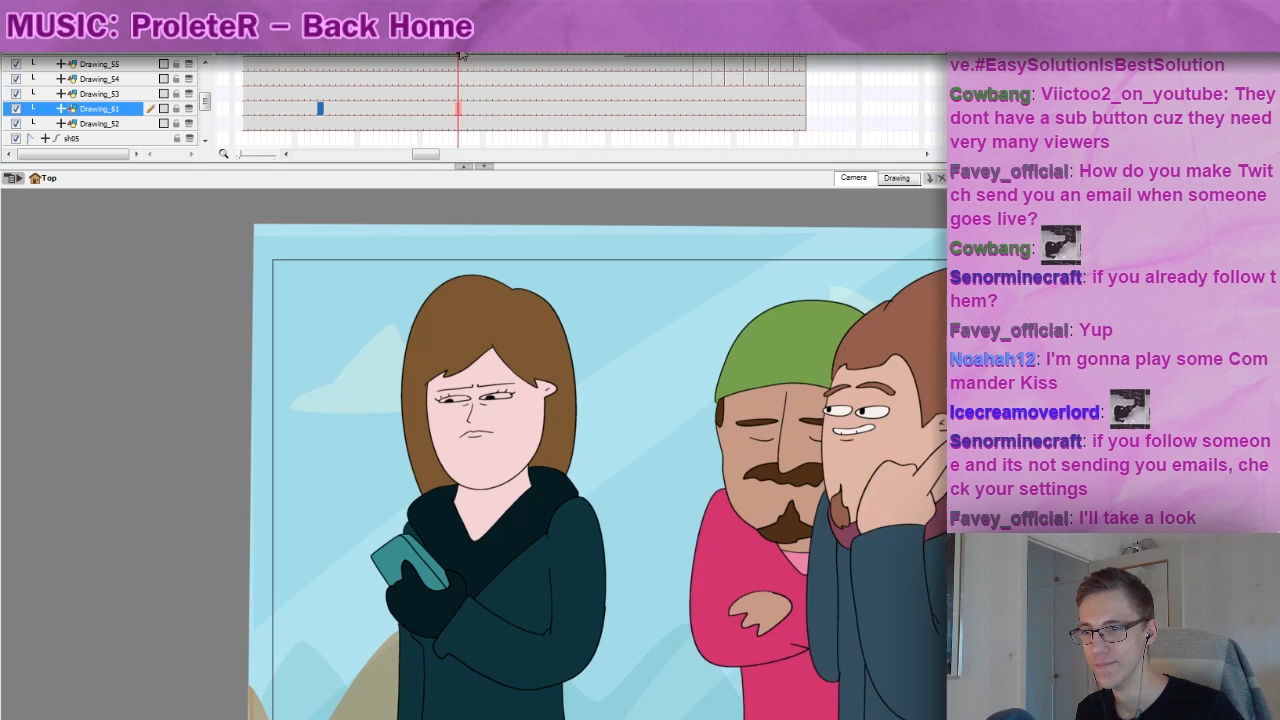 MUSIC: ProleteR – Back Home
Drawing_55
Drawing_54
Drawing_53
Drawing_61
Drawing_52
sh05
Top
Camera
Drawing
ve.#EasySolutionIsBestSolution
Cowbang: Viictoo2_on_youtube: They
dont have a sub button cuz they need
very many viewers
Favey_official: How do you make Twit
ch send you an email when someone
goes live?
Cowbang:
Senorminecraft: if you already follow t
hem?
Favey_official: Yup
Noahah12: I'm gonna play some Com
mander Kiss
Icecreamoverlord:
Senorminecraft: if you follow someon
e and its not sending you emails, che
ck your settings
Favey_official: I'll take a look